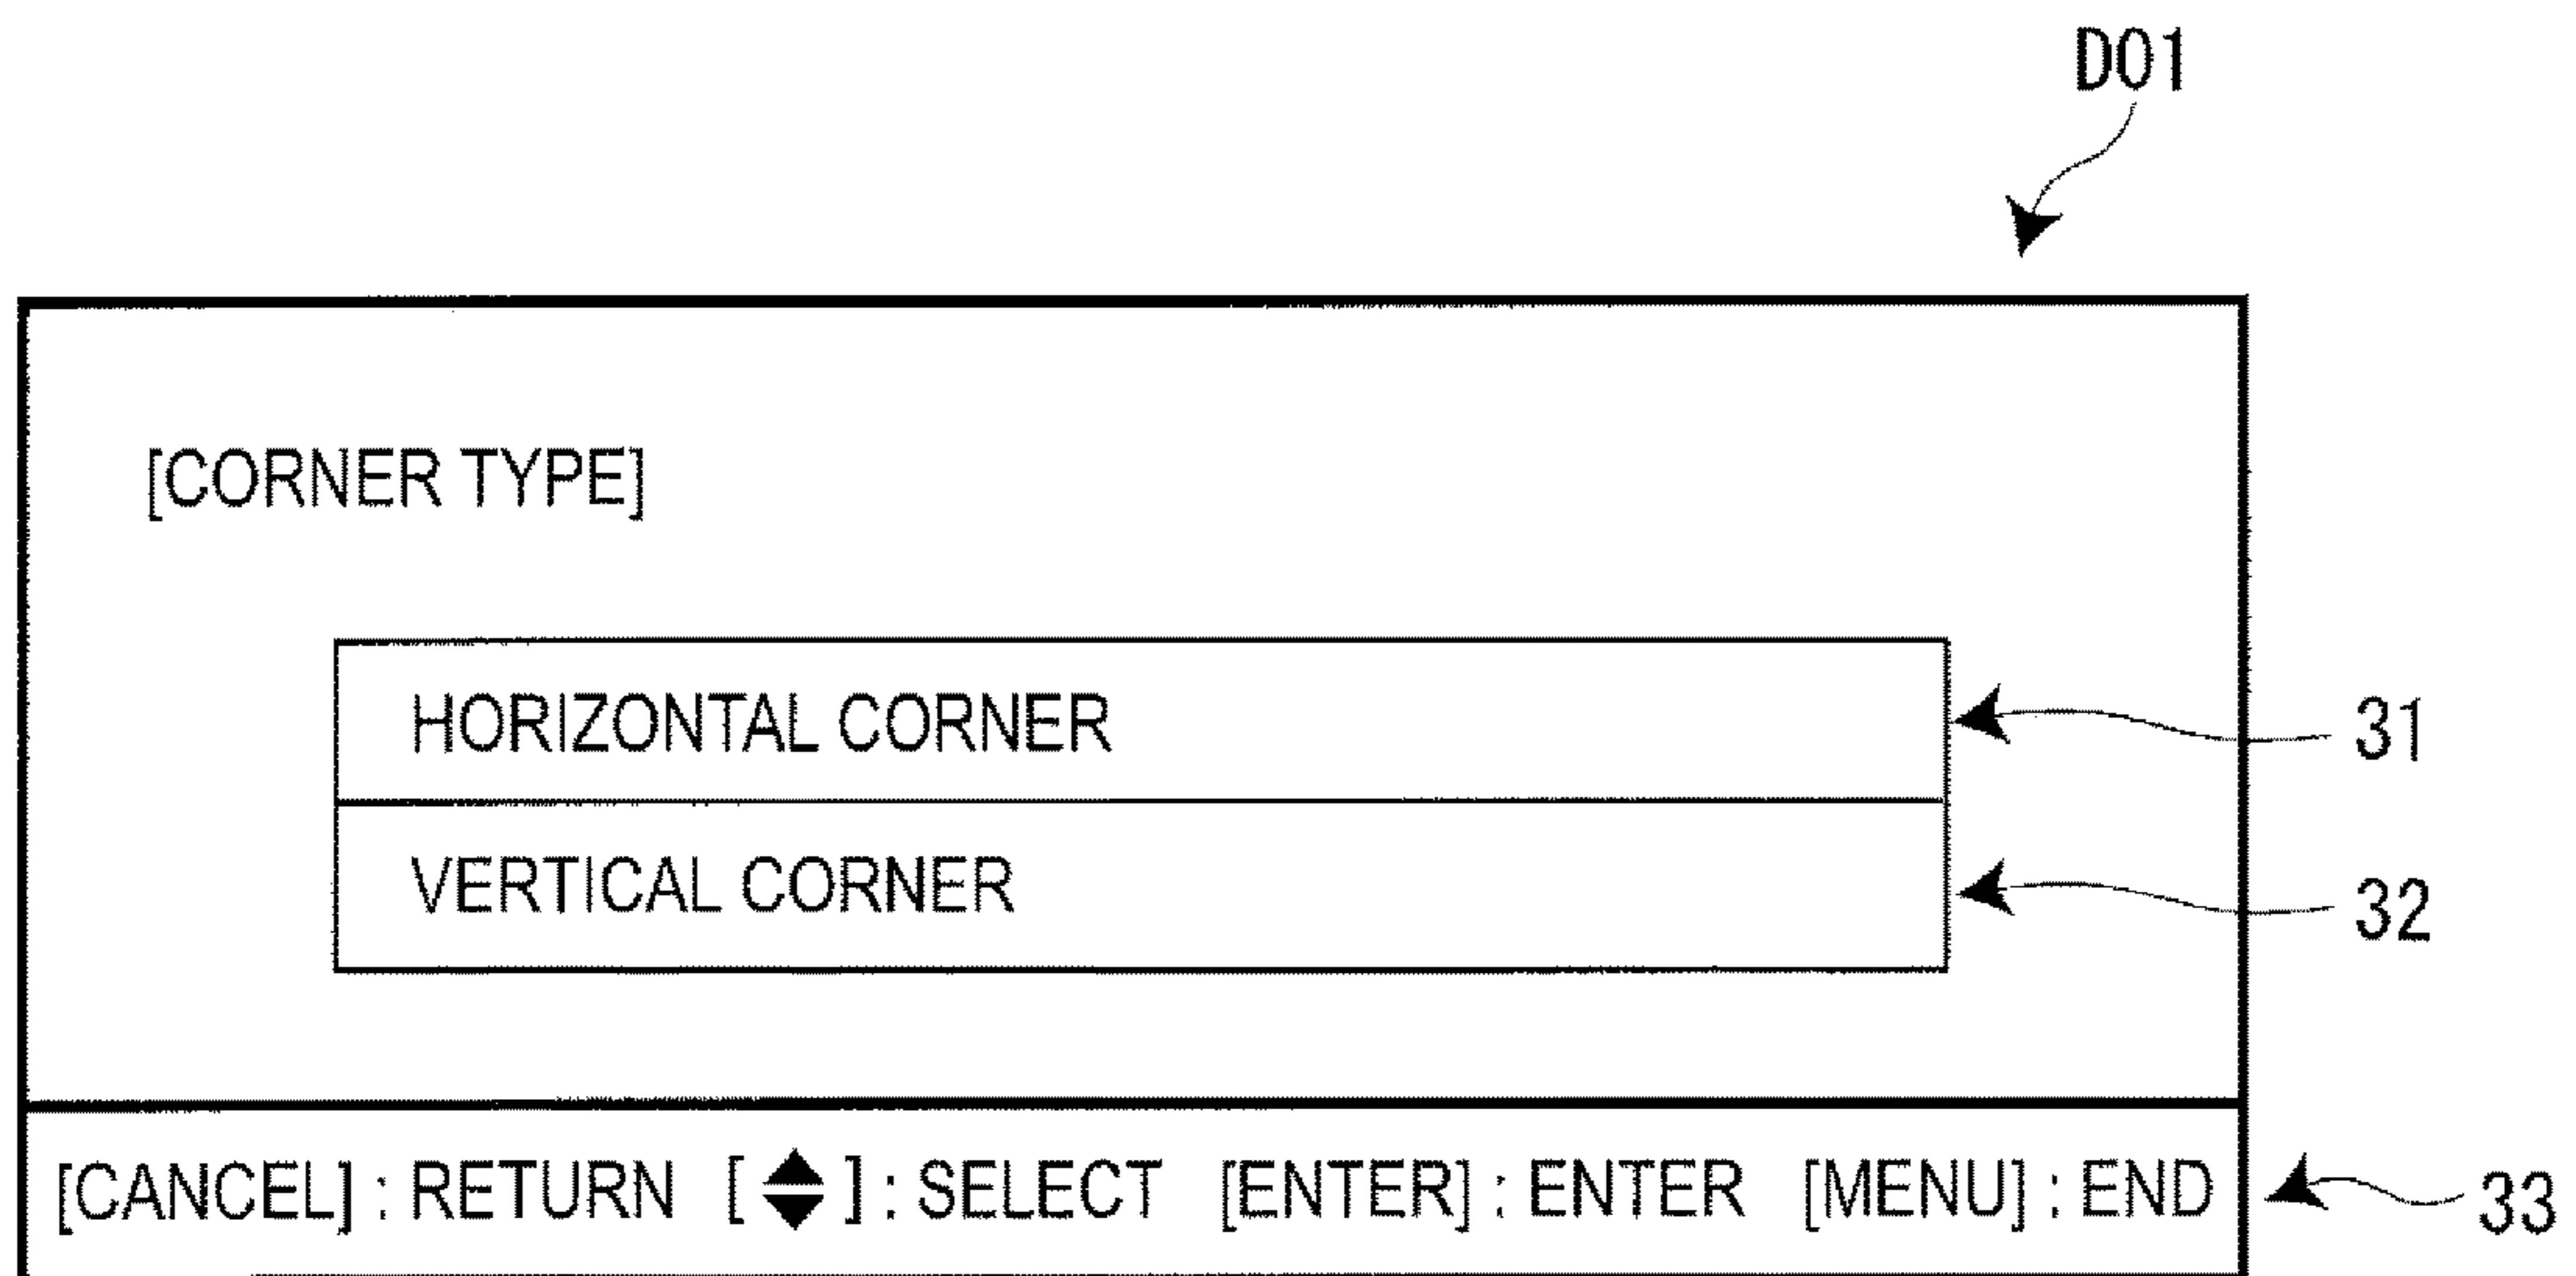 D01
[CORNER TYPE]
HORIZONTAL CORNER 31
VERTICAL CORNER 32
[CANCEL] : RETURN [◆] : SELECT [ENTER] : ENTER [MENU] : END 33